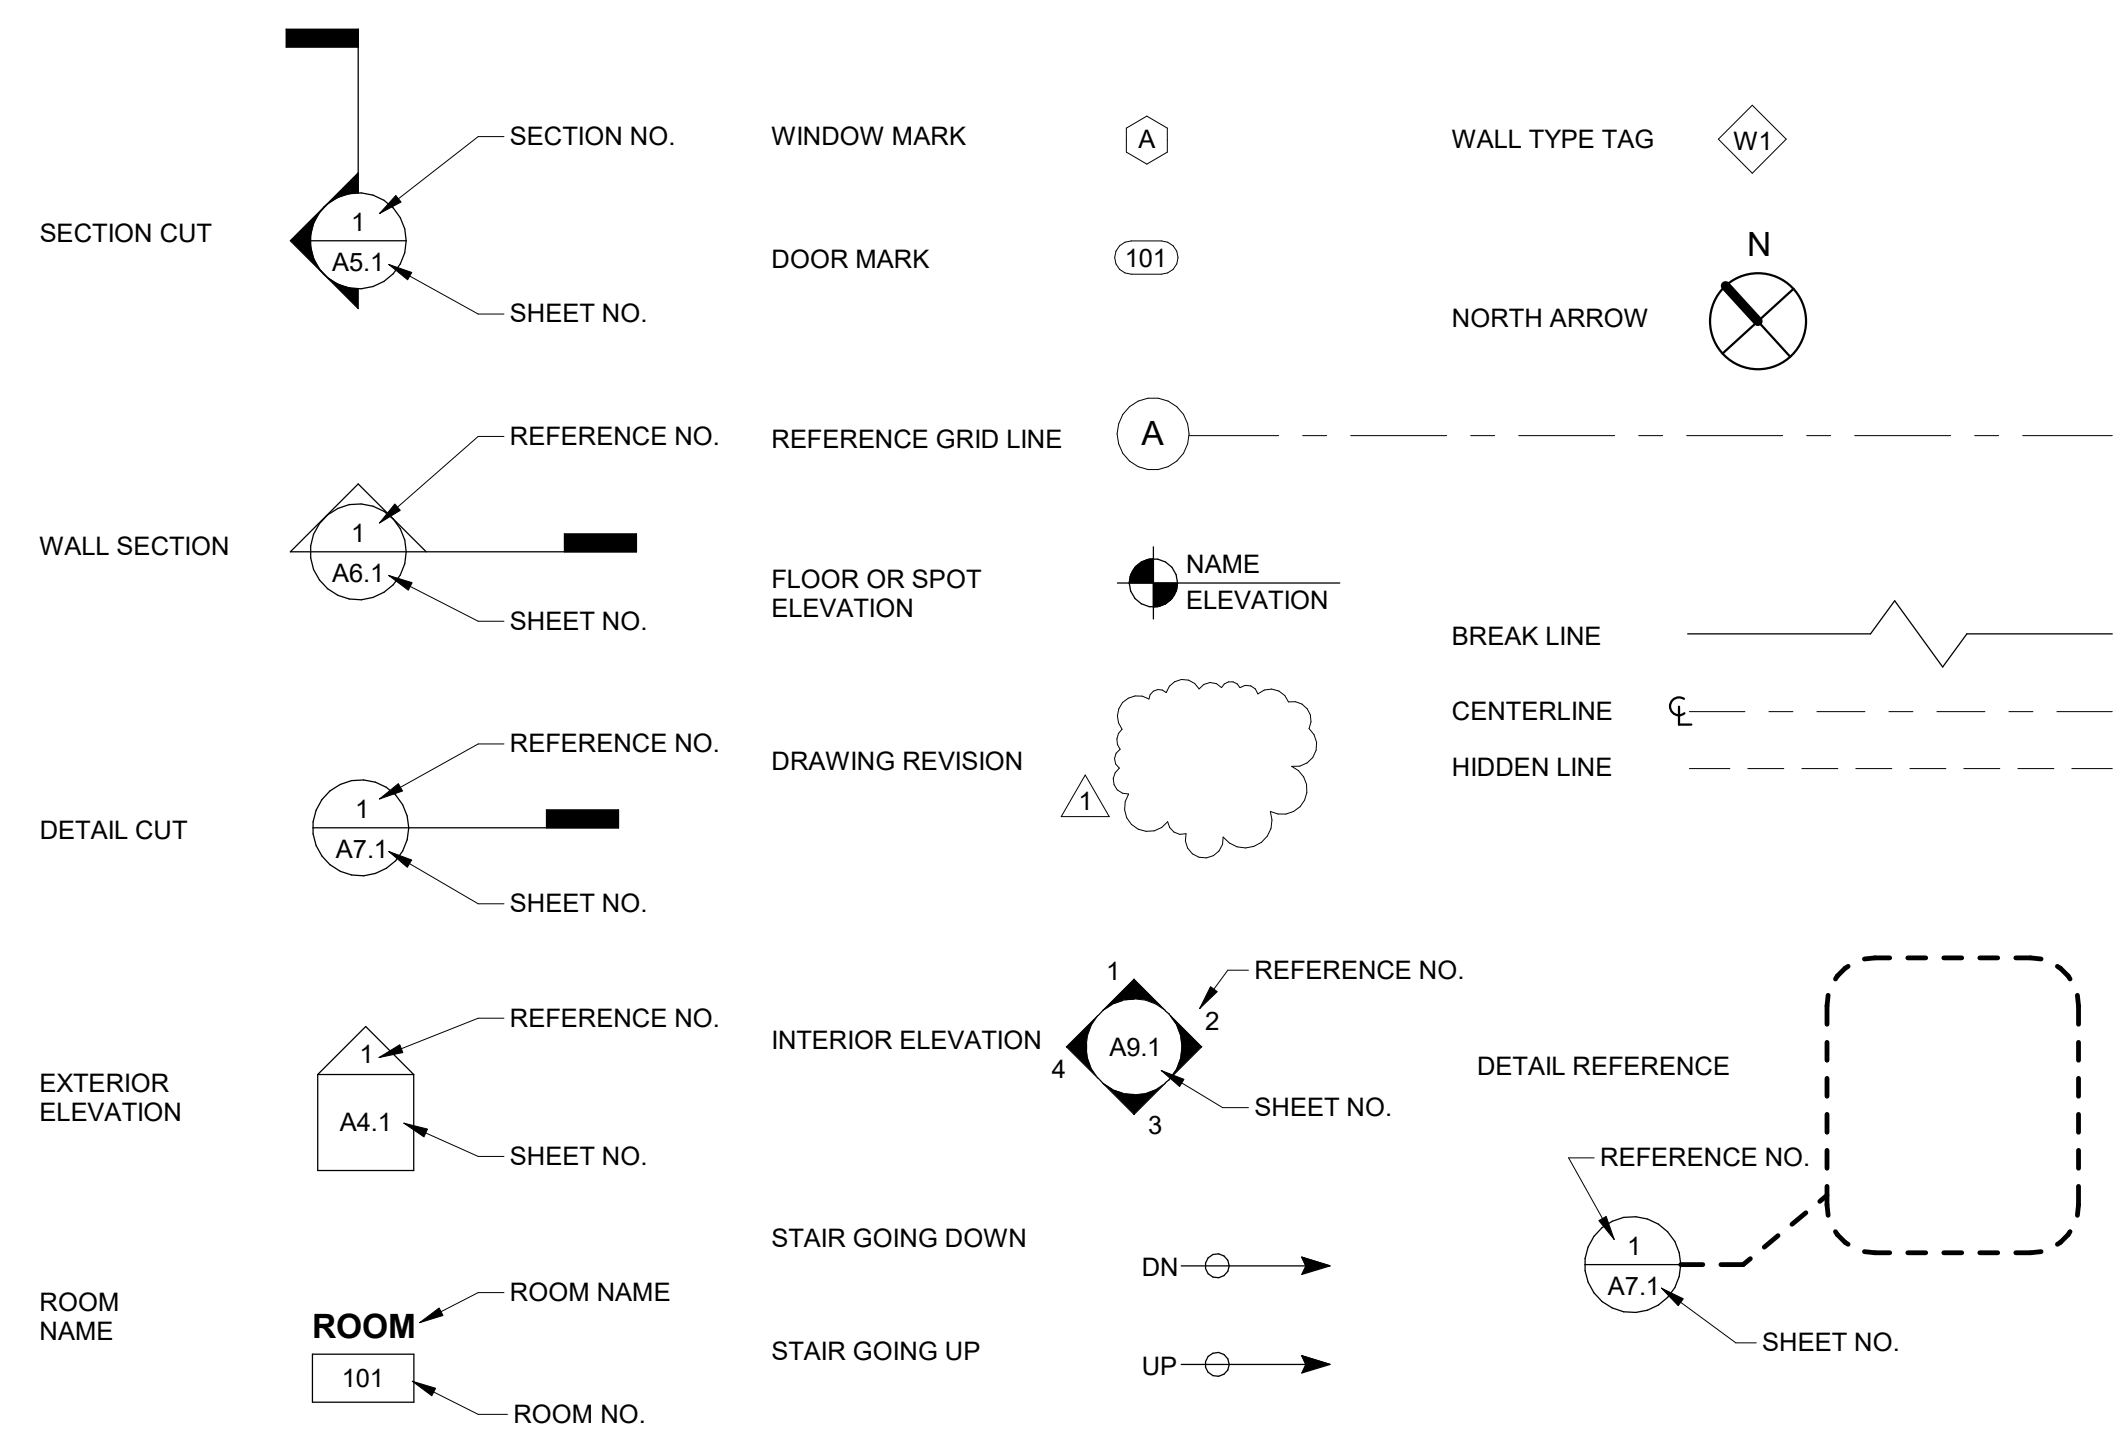 SECTION CUT
1
A5.1
SECTION NO.
SHEET NO.
WALL SECTION
1
A6.1
REFERENCE NO.
SHEET NO.
DETAIL CUT
1
A7.1
REFERENCE NO.
SHEET NO.
EXTERIOR
ELEVATION
1
A4.1
REFERENCE NO.
SHEET NO.
ROOM
NAME
ROOM
101
ROOM NAME
ROOM NO.
WINDOW MARK
A
DOOR MARK
101
REFERENCE GRID LINE
A
FLOOR OR SPOT
ELEVATION
NAME
ELEVATION
DRAWING REVISION
1
INTERIOR ELEVATION
1
2
3
4
A9.1
REFERENCE NO.
SHEET NO.
STAIR GOING DOWN
DN
STAIR GOING UP
UP
WALL TYPE TAG
W1
NORTH ARROW
N
BREAK LINE
CENTERLINE
℄
HIDDEN LINE
DETAIL REFERENCE
REFERENCE NO.
1
A7.1
SHEET NO.